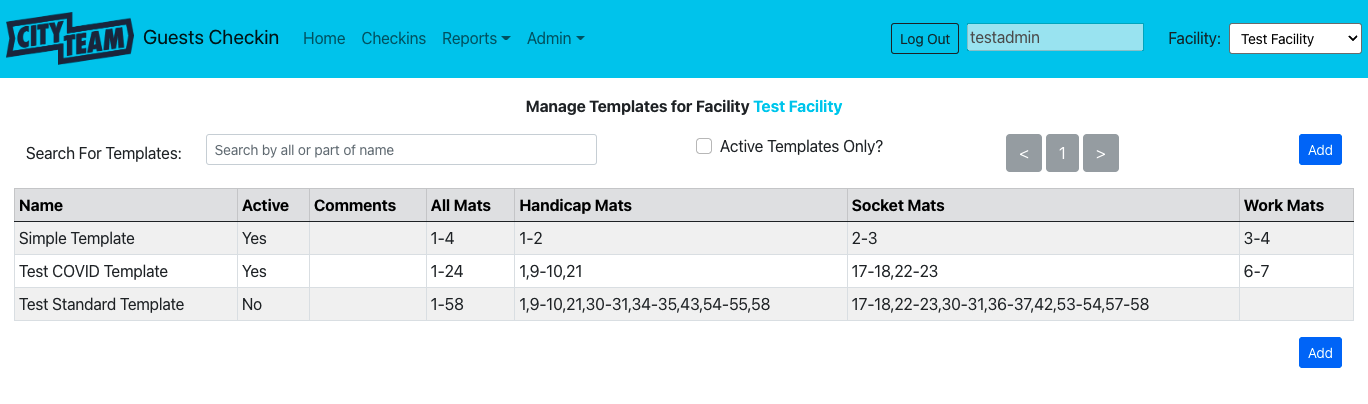 CITY TEAM Guests Checkin Home Checkins Reports Admin Log Out testadmin Facility: Test Facility
Manage Templates for Facility Test Facility
Search For Templates: Search by all or part of name Active Templates Only? < 1 > Add
Name Active Comments All Mats Handicap Mats Socket Mats Work Mats
Simple Template Yes 1-4 1-2 2-3 3-4
Test COVID Template Yes 1-24 1,9-10,21 17-18,22-23 6-7
Test Standard Template No 1-58 1,9-10,21,30-31,34-35,43,54-55,58 17-18,22-23,30-31,36-37,42,53-54,57-58
Add